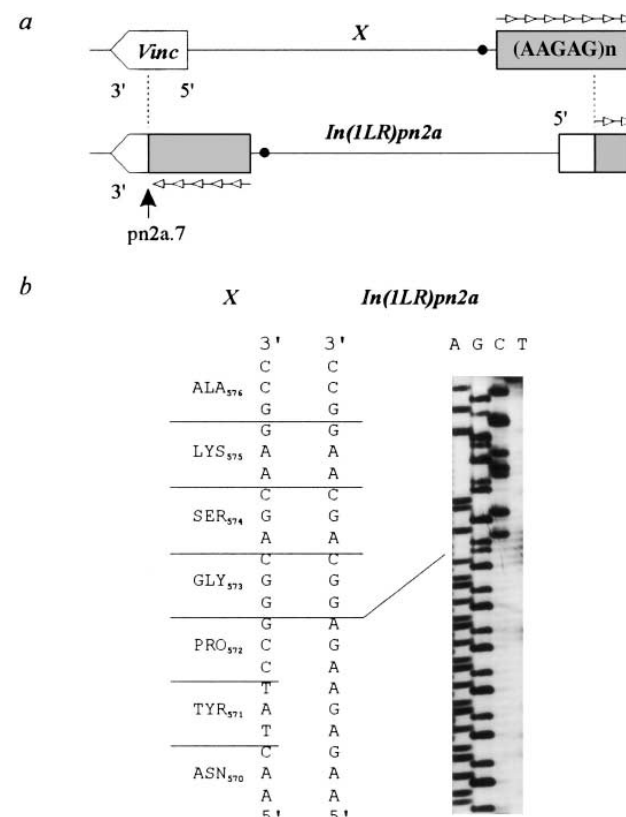 a
X
Vinc
(AAGAG)n
3' 5'
In(1LR)pn2a
5'
3'
pn2a.7
b
X In(1LR)pn2a
3' 3' A G C T
C C
ALA576 C C
G G
G G
LYS575 A A
A A
C C
SER574 G G
A A
C C
GLY573 G G
G G
G A
PRO572 C G
C A
T A
TYR571 A G
T A
C G
ASN570 A A
A A
5' 5'